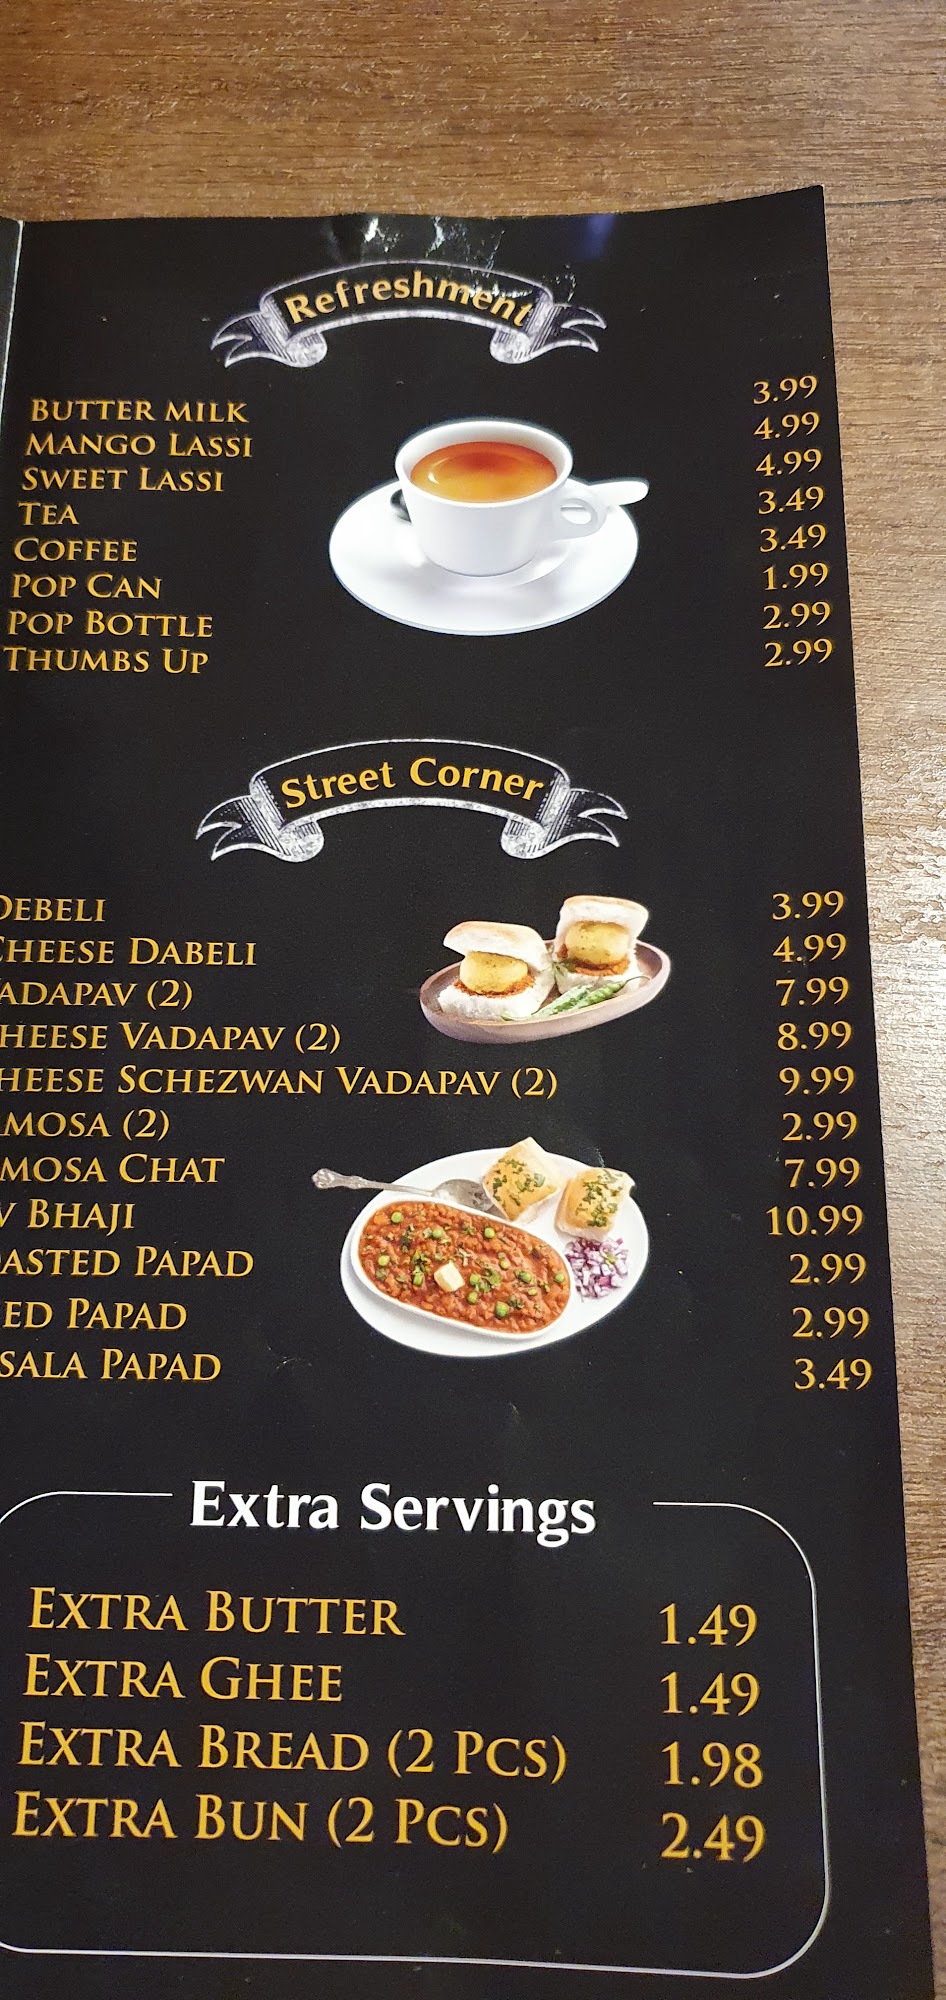 Refreshment
BUTTER MILK 3.99
MANGO LASSI 4.99
SWEET LASSI 4.99
TEA 3.49
COFFEE 3.49
POP CAN 1.99
POP BOTTLE 2.99
THUMBS UP 2.99
Street Corner
DEBELI 3.99
CHEESE DABELI 4.99
VADAPAV (2) 7.99
HEESE VADAPAV (2) 8.99
HEESE SCHEZWAN VADAPAV (2) 9.99
MOSA (2) 2.99
MOSA CHAT 7.99
V BHAJI 10.99
ASTED PAPAD 2.99
ED PAPAD 2.99
SALA PAPAD 3.49
Extra Servings
EXTRA BUTTER 1.49
EXTRA GHEE 1.49
EXTRA BREAD (2 PCS) 1.98
EXTRA BUN (2 PCS) 2.49